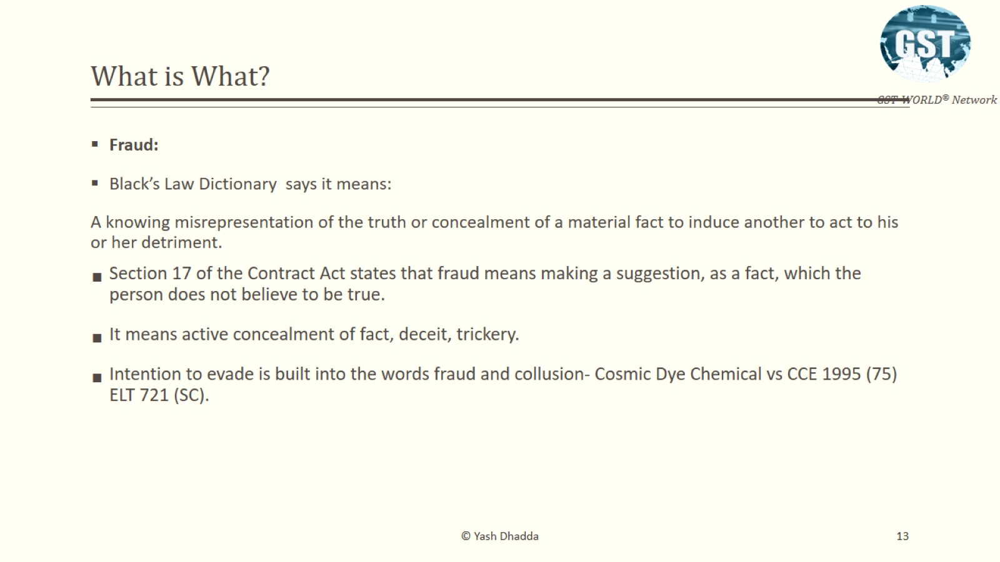 GST
What is What?
GST-WORLD® Network
▪ Fraud:
▪ Black’s Law Dictionary  says it means:
A knowing misrepresentation of the truth or concealment of a material fact to induce another to act to his
or her detriment.
■ Section 17 of the Contract Act states that fraud means making a suggestion, as a fact, which the
person does not believe to be true.
■ It means active concealment of fact, deceit, trickery.
■ Intention to evade is built into the words fraud and collusion- Cosmic Dye Chemical vs CCE 1995 (75)
ELT 721 (SC).
© Yash Dhadda
13